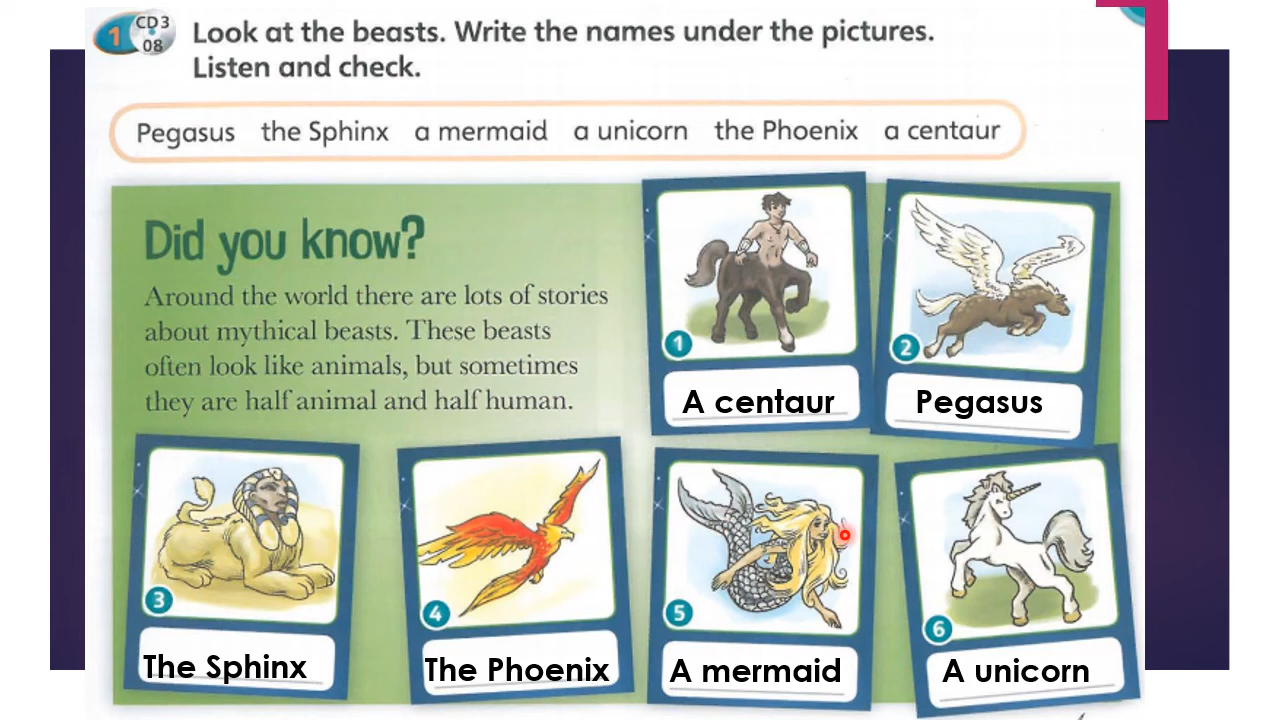 1 CD 3
08
Look at the beasts. Write the names under the pictures.
Listen and check.
Pegasus the Sphinx a mermaid a unicorn the Phoenix a centaur
Did you know?
Around the world there are lots of stories
about mythical beasts. These beasts
often look like animals, but sometimes
they are half animal and half human.
1
A centaur
2
Pegasus
3
The Sphinx
4
The Phoenix
5
A mermaid
6
A unicorn